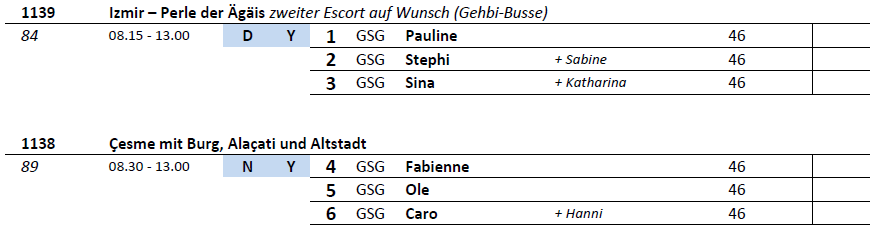 1139 Izmir – Perle der Ägäis zweiter Escort auf Wunsch (Gehbi-Busse)
84 08.15 - 13.00 D Y 1 GSG Pauline 46
2 GSG Stephi + Sabine 46
3 GSG Sina + Katharina 46
1138 Çesme mit Burg, Alaçati und Altstadt
89 08.30 - 13.00 N Y 4 GSG Fabienne 46
5 GSG Ole 46
6 GSG Caro + Hanni 46